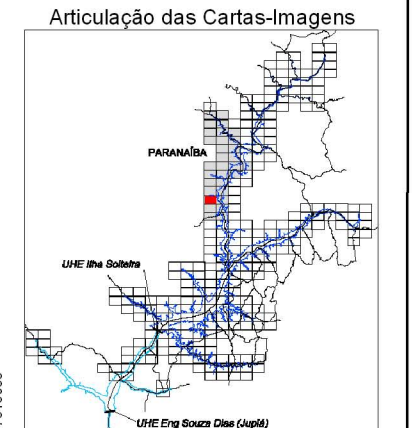 Articulação das Cartas-Imagens
PARANAÍBA
UHE Ilha Solteira
UHE Eng Souza Dias (Jupiá)